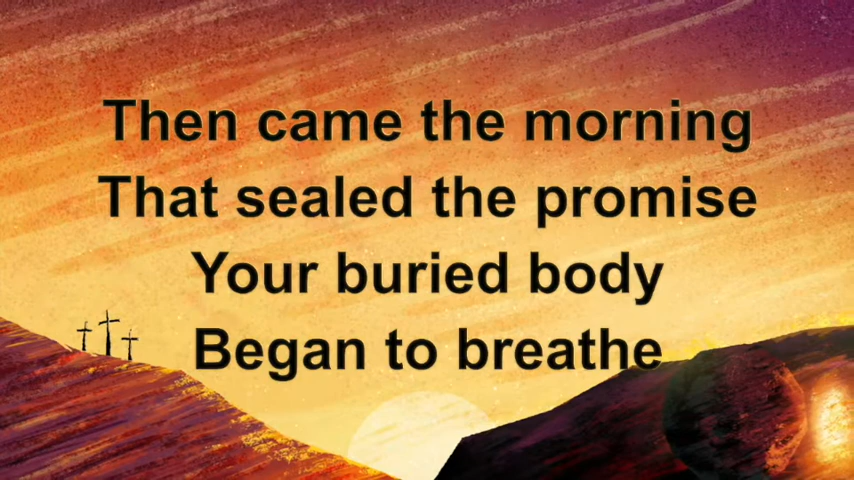 Then came the morning
That sealed the promise
Your buried body
Began to breathe